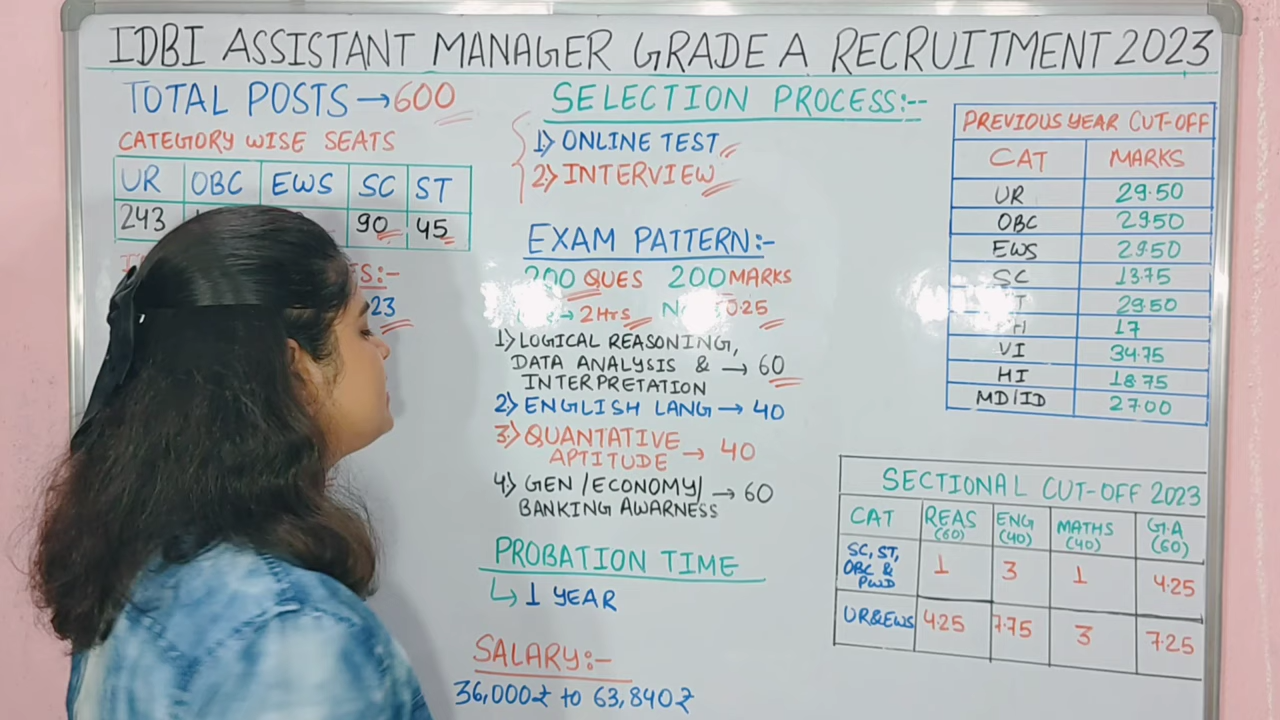 IDBI ASSISTANT MANAGER GRADE A RECRUITMENT 2023
TOTAL POSTS → 600
CATEGORY WISE SEATS
UR OBC EWS SC ST
243 90 45
23
SELECTION PROCESS:--
1) ONLINE TEST
2) INTERVIEW
EXAM PATTERN:-
200 QUES 200 MARKS
→ 2Hrs 0.25
1) LOGICAL REASONING,
DATA ANALYSIS & → 60
INTERPRETATION
2) ENGLISH LANG → 40
3) QUANTATIVE
APTITUDE → 40
4) GEN/ECONOMY/ → 60
BANKING AWARNESS
PROBATION TIME
↳ 1 YEAR
SALARY:-
36,000₹ to 63,840₹
PREVIOUS YEAR CUT-OFF
CAT MARKS
UR 29.50
OBC 29.50
EWS 29.50
SC 13.75
29.50
17
VI 34.75
HI 18.75
MD/ID 27.00
SECTIONAL CUT-OFF 2023
CAT REAS (60) ENG (40) MATHS (40) G.A (60)
SC, ST,
OBC & 1 3 1 4.25
PWD
UR&EWS 4.25 7.75 3 7.25